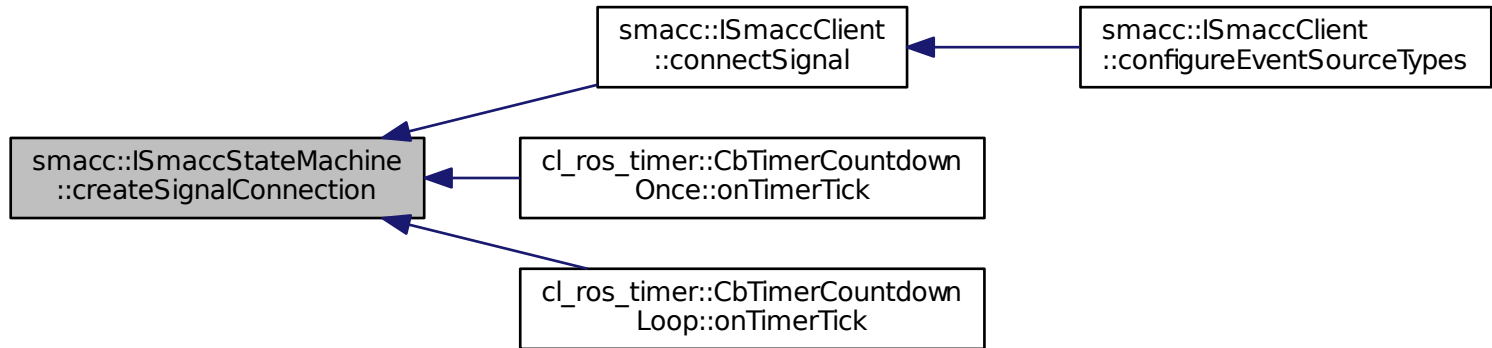 smacc::ISmaccClient
::connectSignal
smacc::ISmaccClient
::configureEventSourceTypes
smacc::ISmaccStateMachine
::createSignalConnection
cl_ros_timer::CbTimerCountdown
Once::onTimerTick
cl_ros_timer::CbTimerCountdown
Loop::onTimerTick